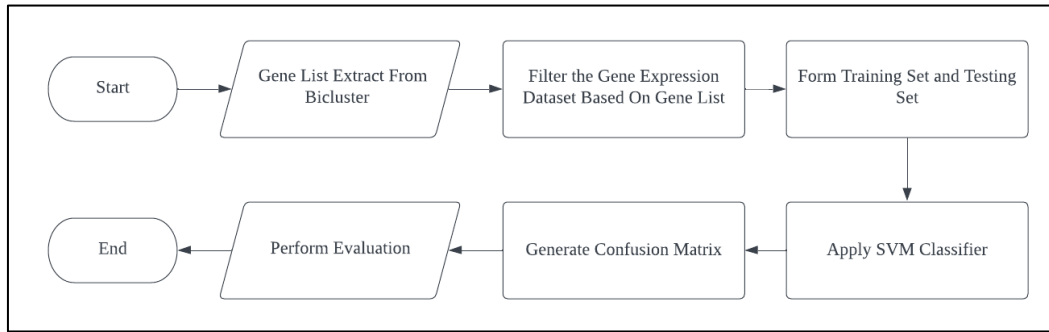 Start
Gene List Extract From
Bicluster
Filter the Gene Expression
Dataset Based On Gene List
Form Training Set and Testing
Set
Apply SVM Classifier
Generate Confusion Matrix
Perform Evaluation
End